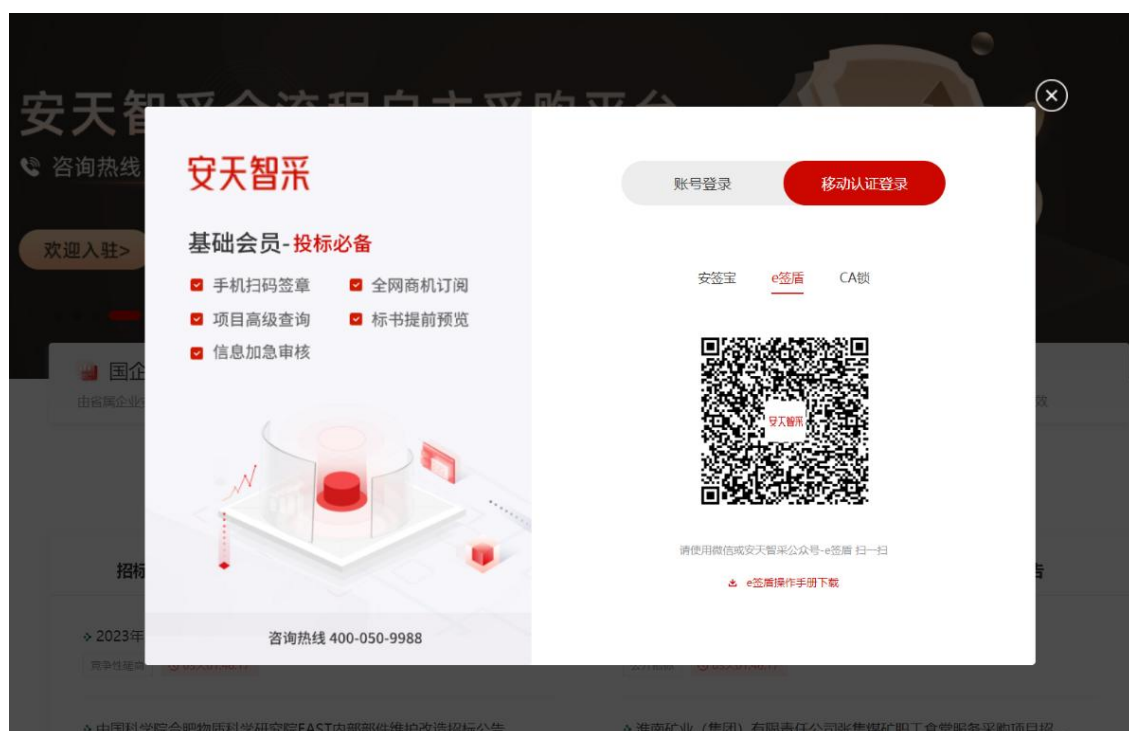 安天智采全流程自主采购平台
咨询热线
欢迎入驻>
安天智采
基础会员-投标必备
手机扫码签章 全网商机订阅
项目高级查询 标书提前预览
信息加急审核
咨询热线 400-050-9988
账号登录 移动认证登录
安签宝 e签盾 CA锁
安天智采
请使用微信或安天智采公众号-e签盾 扫一扫
e签盾操作手册下载
国企
由省属企业
效
招标
告
2023年
竞争性磋商
中国科学院合肥物质科学研究院EAST内部部件维护改造招标公告
淮南矿业（集团）有限责任公司张集煤矿职工食堂服务采购项目招